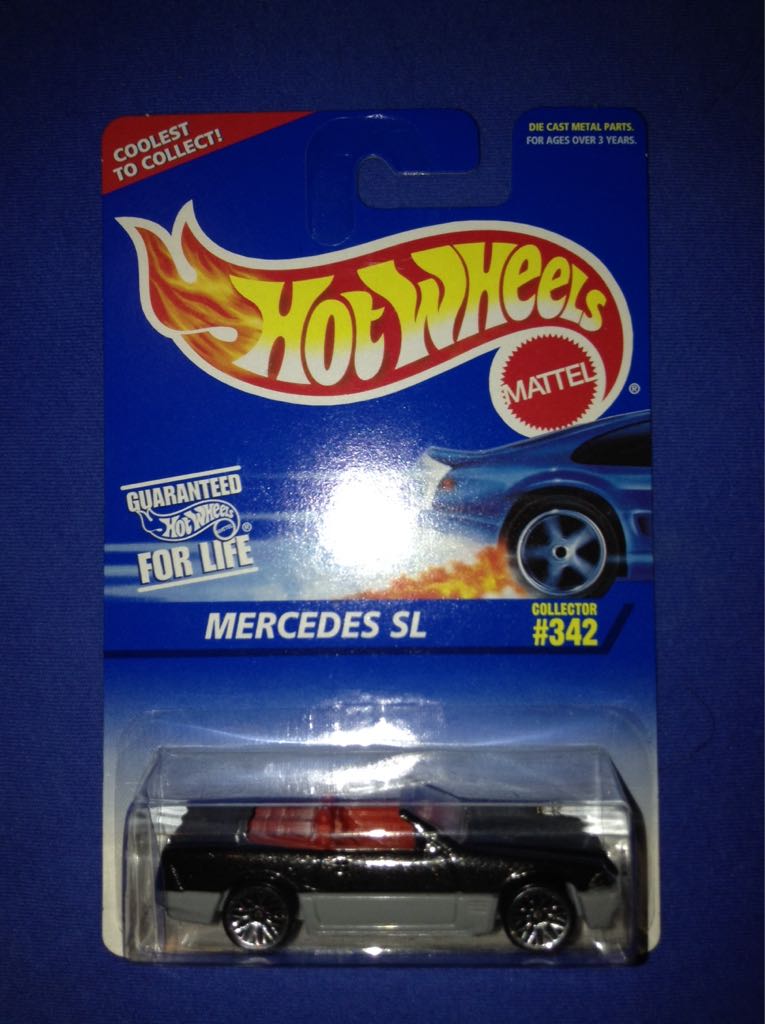 COOLEST
TO COLLECT!
DIE CAST METAL PARTS.
FOR AGES OVER 3 YEARS.
HOT WHEELS
MATTEL
®
GUARANTEED
HOT WHEELS
®
FOR LIFE
MERCEDES SL
COLLECTOR
#342